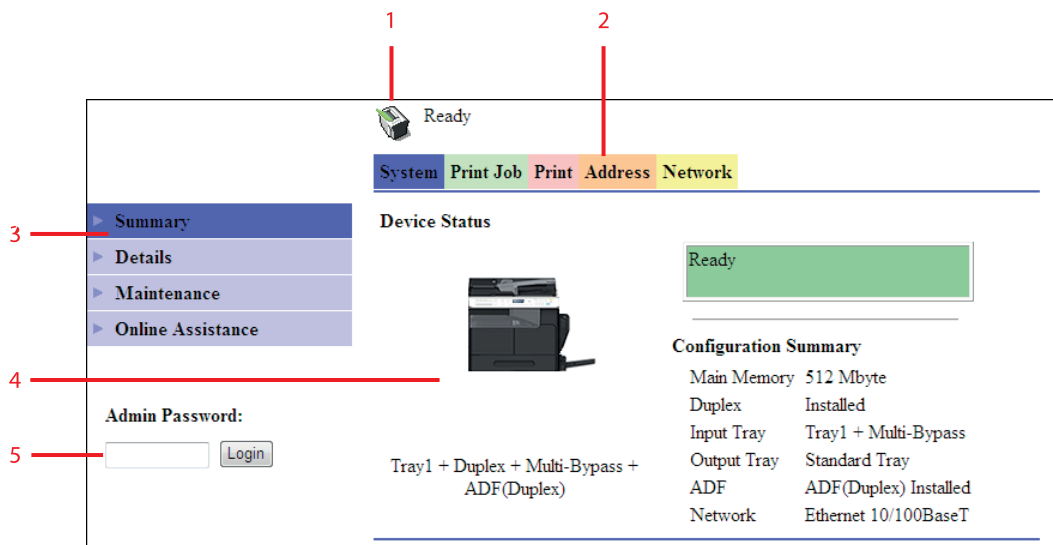 1
2
Ready
System Print Job Print Address Network
3
Summary
Details
Maintenance
Online Assistance
Device Status
Ready
4
Configuration Summary
Main Memory 512 Mbyte
Duplex Installed
Input Tray Tray1 + Multi-Bypass
Output Tray Standard Tray
ADF ADF(Duplex) Installed
Network Ethernet 10/100BaseT
Admin Password:
5
Login
Tray1 + Duplex + Multi-Bypass +
ADF(Duplex)